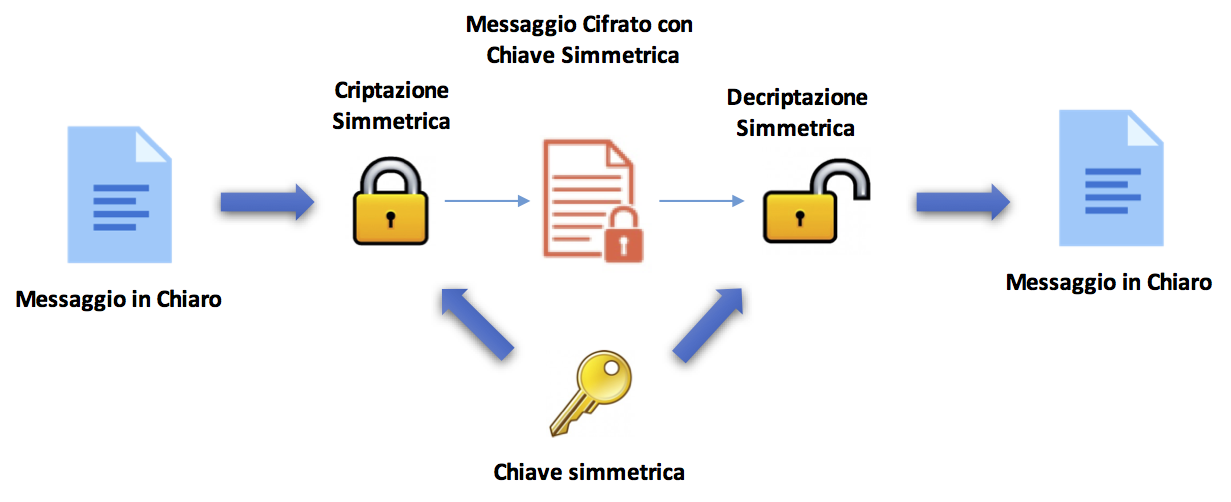 Messaggio Cifrato con
Chiave Simmetrica
Criptazione
Simmetrica
Decriptazione
Simmetrica
Messaggio in Chiaro
Messaggio in Chiaro
Chiave simmetrica